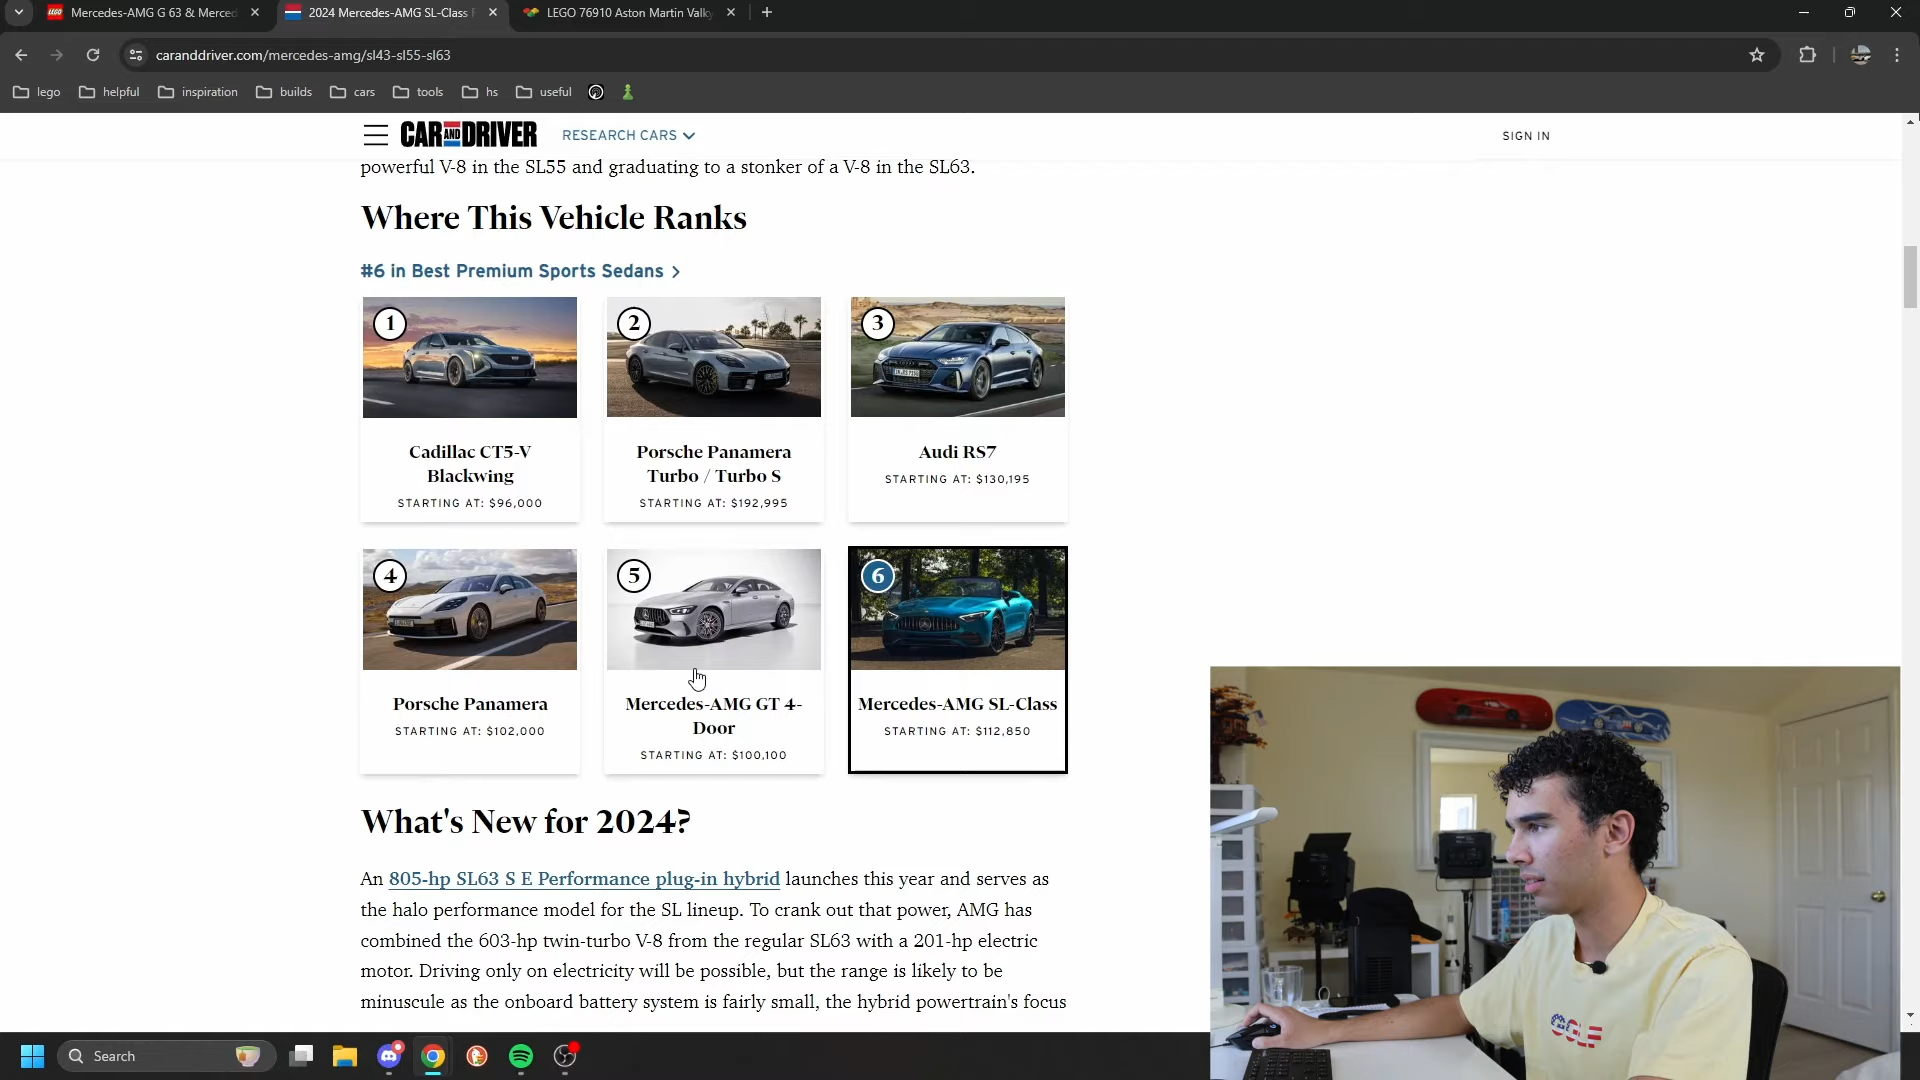 Mercedes-AMG G 63 & Merced
2024 Mercedes-AMG SL-Class
LEGO 76910 Aston Martin Valky
caranddriver.com/mercedes-amg/sl43-sl55-sl63
lego helpful inspiration builds cars tools hs useful
CAR AND DRIVER RESEARCH CARS SIGN IN
powerful V-8 in the SL55 and graduating to a stonker of a V-8 in the SL63.
Where This Vehicle Ranks
#6 in Best Premium Sports Sedans >
1
Cadillac CT5-V
Blackwing
STARTING AT: $96,000
2
Porsche Panamera
Turbo / Turbo S
STARTING AT: $192,995
3
Audi RS7
STARTING AT: $130,195
4
Porsche Panamera
STARTING AT: $102,000
5
Mercedes-AMG GT 4-
Door
STARTING AT: $100,100
6
Mercedes-AMG SL-Class
STARTING AT: $112,850
What's New for 2024?
An 805-hp SL63 S E Performance plug-in hybrid launches this year and serves as
the halo performance model for the SL lineup. To crank out that power, AMG has
combined the 603-hp twin-turbo V-8 from the regular SL63 with a 201-hp electric
motor. Driving only on electricity will be possible, but the range is likely to be
minuscule as the onboard battery system is fairly small, the hybrid powertrain's focus
Search